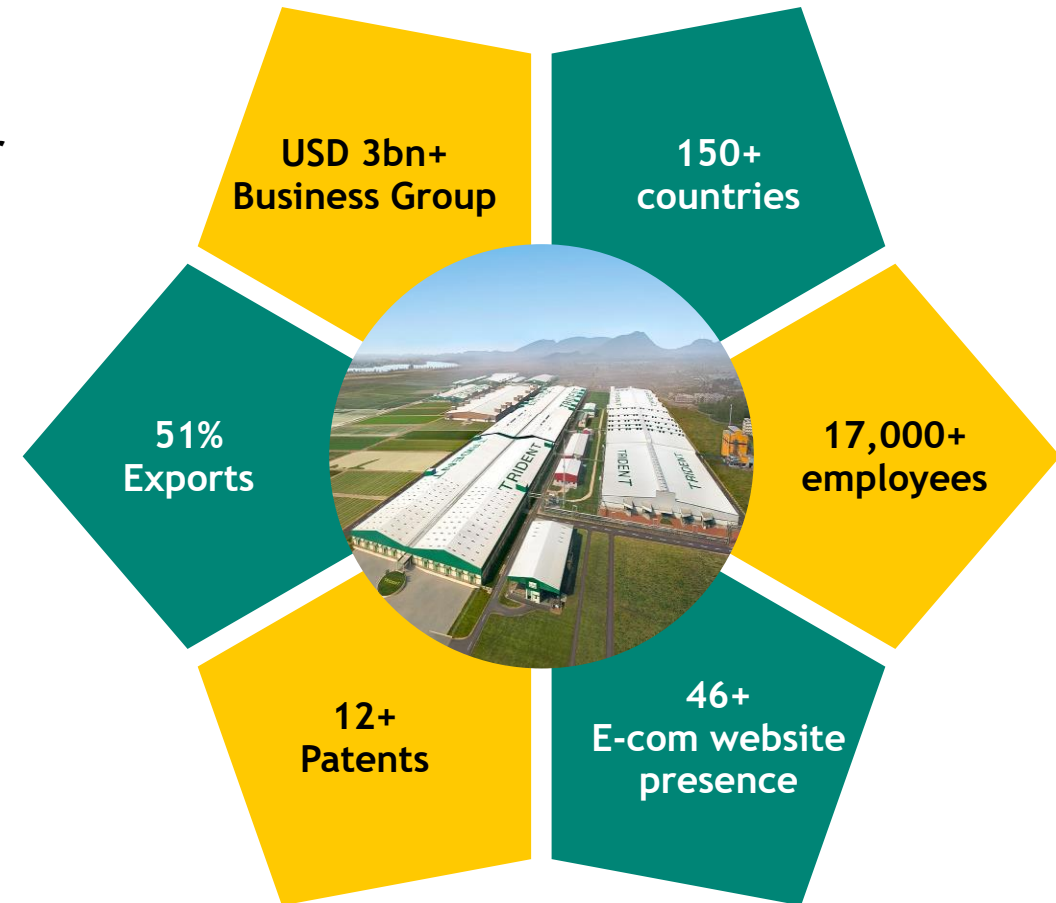 USD 3bn+
Business Group
150+
countries
51%
Exports
17,000+
employees
12+
Patents
46+
E-com website
presence
TRIDENT
TRIDENT
TRIDENT